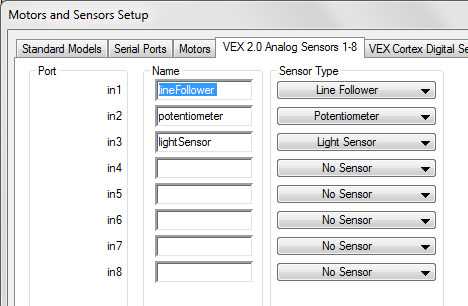 Motors and Sensors Setup
Standard Models Serial Ports Motors VEX 2.0 Analog Sensors 1-8 VEX Cortex Digital Se
Port Name Sensor Type
in1 lineFollower Line Follower
in2 potentiometer Potentiometer
in3 lightSensor Light Sensor
in4 No Sensor
in5 No Sensor
in6 No Sensor
in7 No Sensor
in8 No Sensor